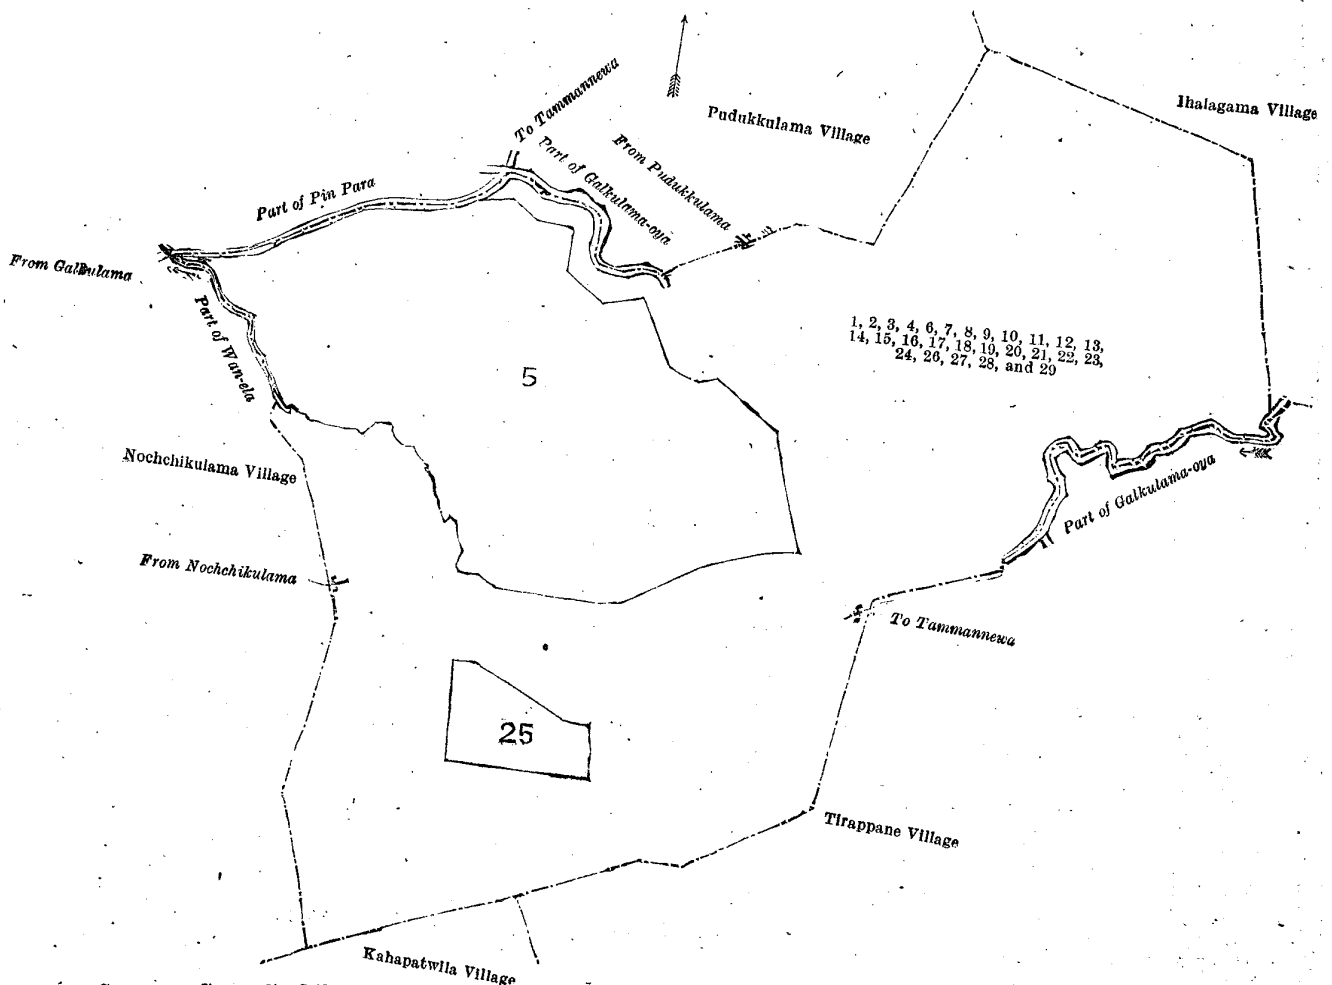 To Tammannewa
Ihalagama Village
Pudukkulama Village
From Pudukkulama
Part of Galkulama-oya
Part of Pin Para
From Galkulama
Part of Wan-ela
1, 2, 3, 4, 6, 7, 8, 9, 10, 11, 12, 13,
14, 15, 16, 17, 18, 19, 20, 21, 22, 23,
24, 26, 27, 28, and 29
5
Nochchikulama Village
Part of Galkulama-oya
From Nochchikulama
To Tammannewa
25
Tirappane Village
Kahapatwila Village